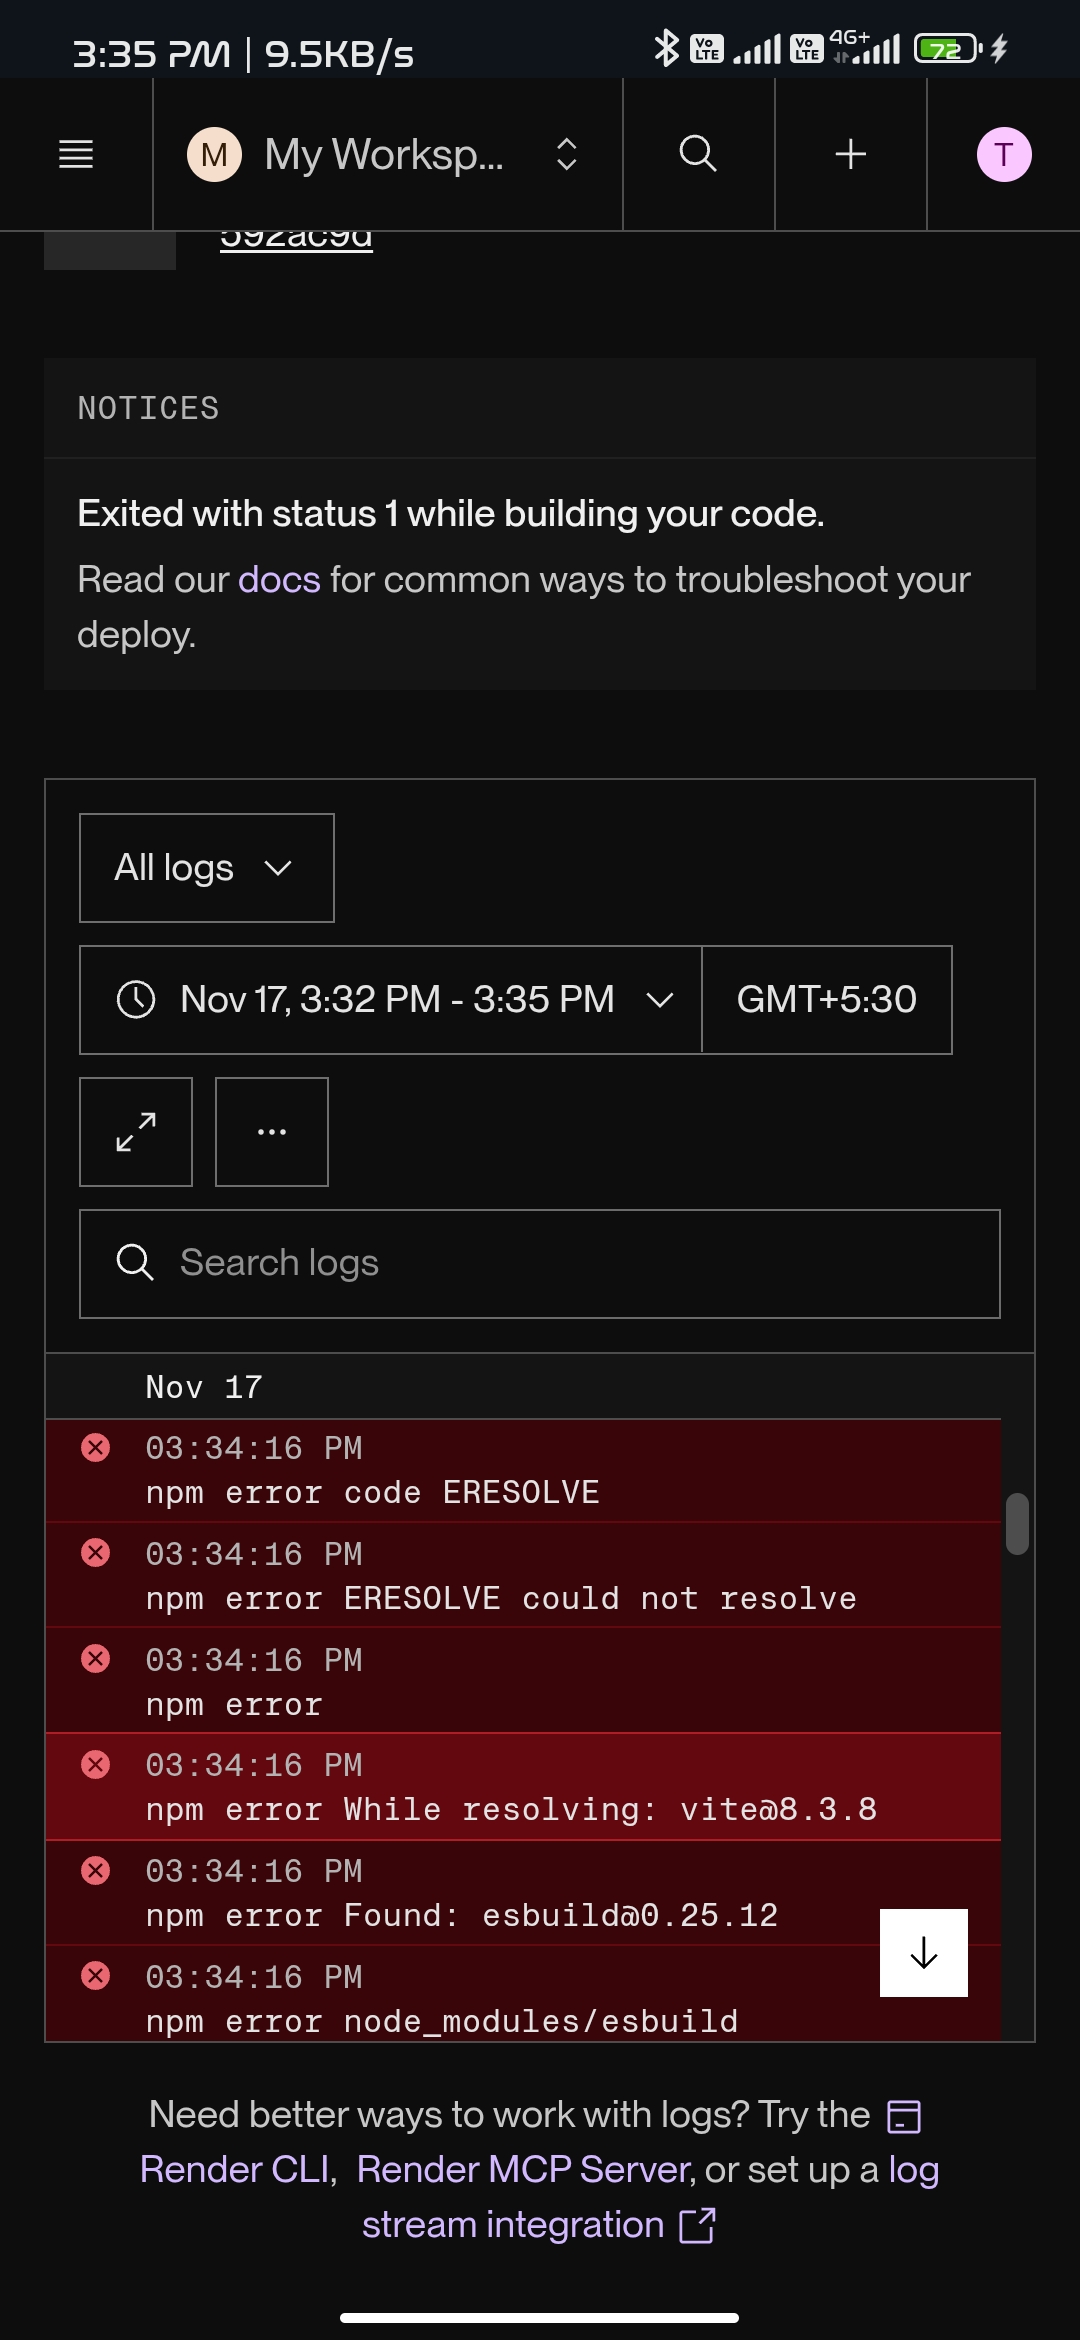 3:35 PM | 9.5KB/s
Vo LTE
Vo LTE
4G+
72
M
My Worksp...
T
592ac9d
NOTICES
Exited with status 1 while building your code.
Read our docs for common ways to troubleshoot your
deploy.
All logs
Nov 17, 3:32 PM - 3:35 PM
GMT+5:30
...
Search logs
Nov 17
03:34:16 PM
npm error code ERESOLVE
03:34:16 PM
npm error ERESOLVE could not resolve
03:34:16 PM
npm error
03:34:16 PM
npm error While resolving: vite@8.3.8
03:34:16 PM
npm error Found: esbuild@0.25.12
03:34:16 PM
npm error node_modules/esbuild
Need better ways to work with logs? Try the
Render CLI, Render MCP Server, or set up a log
stream integration